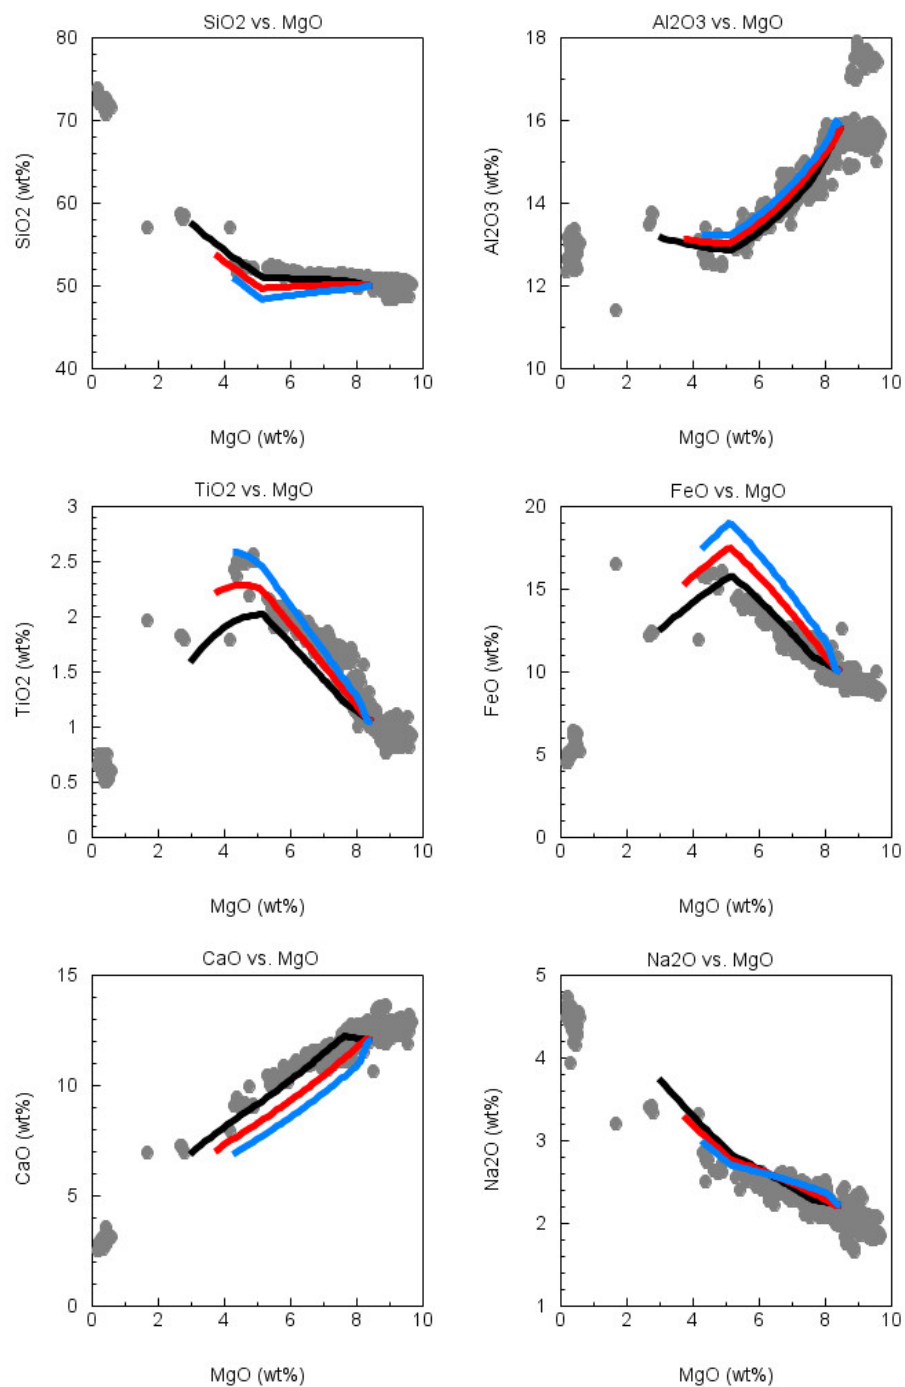 SiO2 vs. MgO
80
70
60
50
40
SiO2 (wt%)
0 2 4 6 8 10
MgO (wt%)
Al2O3 vs. MgO
18
16
14
12
10
Al2O3 (wt%)
0 2 4 6 8 10
MgO (wt%)
TiO2 vs. MgO
3
2.5
2
1.5
1
0.5
0
TiO2 (wt%)
0 2 4 6 8 10
MgO (wt%)
FeO vs. MgO
20
15
10
5
0
FeO (wt%)
0 2 4 6 8 10
MgO (wt%)
CaO vs. MgO
15
10
5
0
CaO (wt%)
0 2 4 6 8 10
MgO (wt%)
Na2O vs. MgO
5
4
3
2
1
Na2O (wt%)
0 2 4 6 8 10
MgO (wt%)